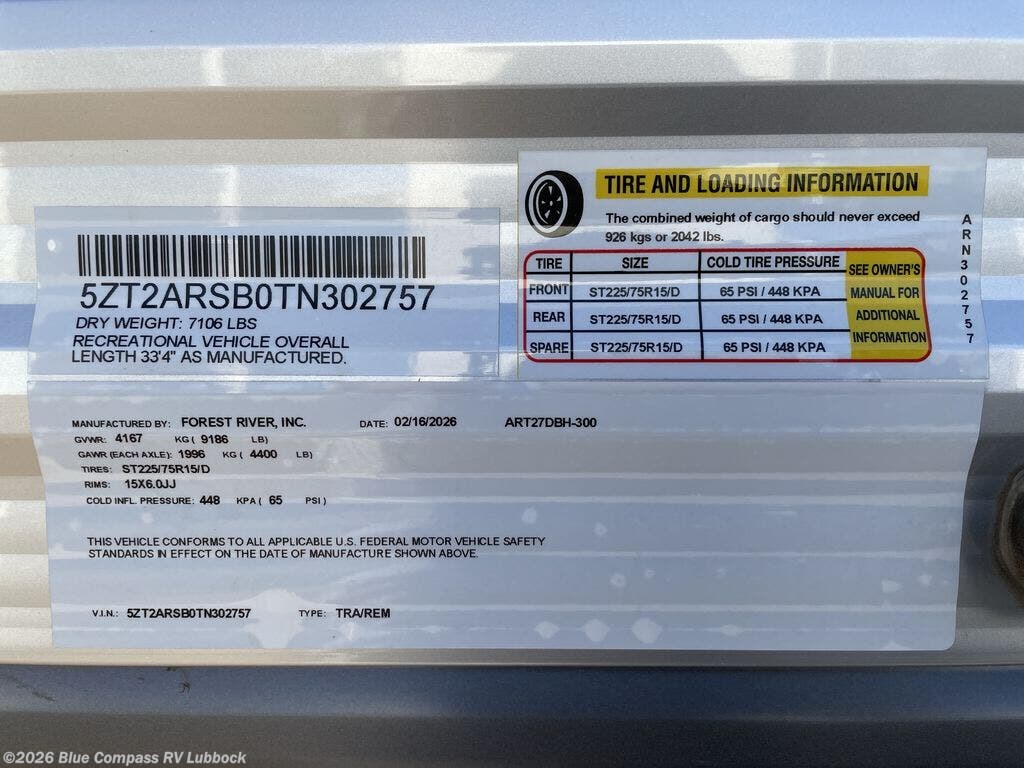 5ZT2ARSB0TN302757
DRY WEIGHT: 7106 LBS
RECREATIONAL VEHICLE OVERALL
LENGTH 33'4" AS MANUFACTURED.
TIRE AND LOADING INFORMATION
The combined weight of cargo should never exceed
926 kgs or 2042 lbs.
TIRE SIZE COLD TIRE PRESSURE
FRONT ST225/75R15/D 65 PSI / 448 KPA
REAR ST225/75R15/D 65 PSI / 448 KPA
SPARE ST225/75R15/D 65 PSI / 448 KPA
SEE OWNER'S
MANUAL FOR
ADDITIONAL
INFORMATION
ARN302757
MANUFACTURED BY: FOREST RIVER, INC. DATE: 02/16/2026 ART27DBH-300
GVWR: 4167 KG ( 9186 LB)
GAWR (EACH AXLE): 1996 KG ( 4400 LB)
TIRES: ST225/75R15/D
RIMS: 15X6.0JJ
COLD INFL. PRESSURE: 448 KPA ( 65 PSI )
THIS VEHICLE CONFORMS TO ALL APPLICABLE U.S. FEDERAL MOTOR VEHICLE SAFETY
STANDARDS IN EFFECT ON THE DATE OF MANUFACTURE SHOWN ABOVE.
V.I.N.: 5ZT2ARSB0TN302757 TYPE: TRA/REM
©2026 Blue Compass RV Lubbock